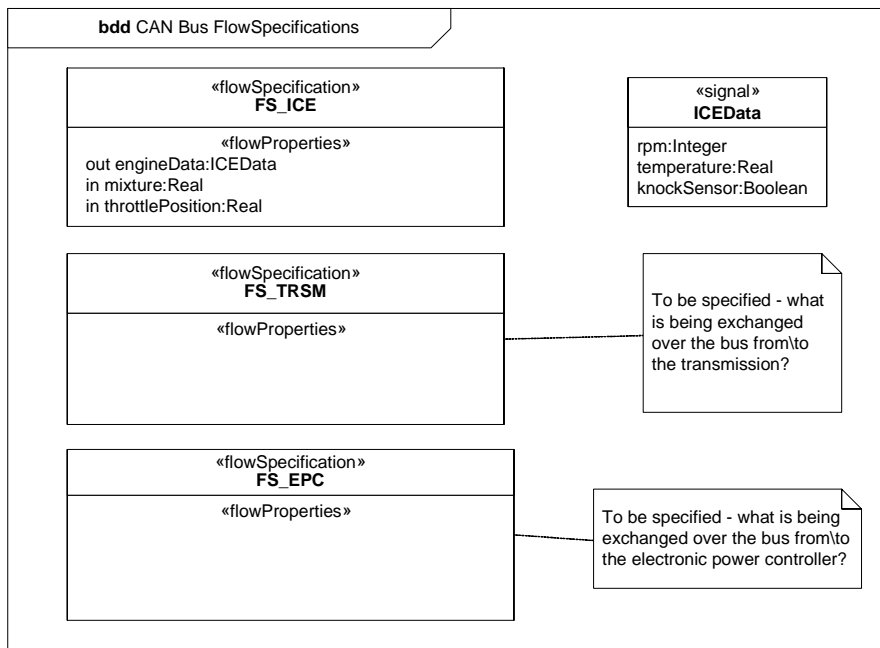 bdd CAN Bus FlowSpecifications
«flowSpecification»
FS_ICE
«flowProperties»
out engineData:ICEData
in mixture:Real
in throttlePosition:Real
«signal»
ICEData
rpm:Integer
temperature:Real
knockSensor:Boolean
«flowSpecification»
FS_TRSM
«flowProperties»
To be specified - what
is being exchanged
over the bus from\to
the transmission?
«flowSpecification»
FS_EPC
«flowProperties»
To be specified - what is being
exchanged over the bus from\to
the electronic power controller?